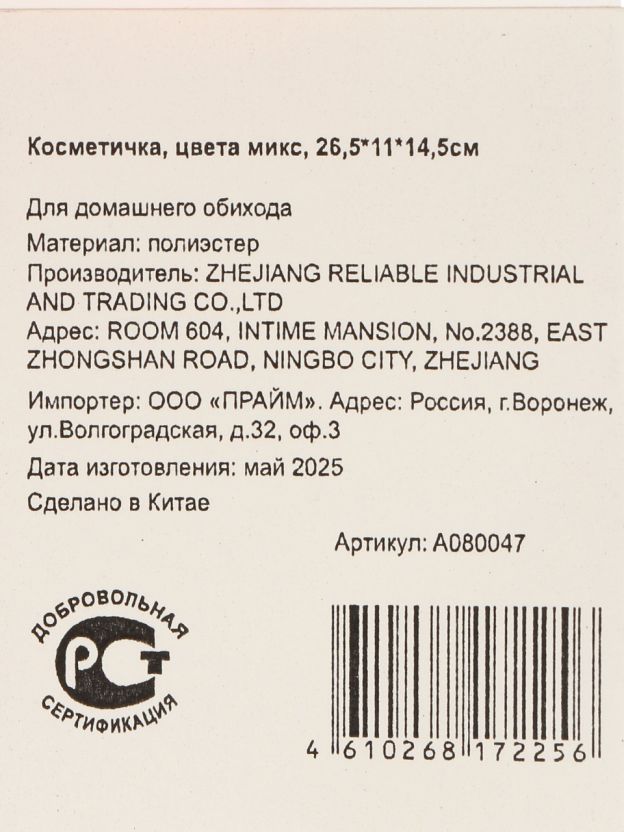 Косметичка, цвета микс, 26,5*11*14,5см
Для домашнего обихода
Материал: полиэстер
Производитель: ZHEJIANG RELIABLE INDUSTRIAL
AND TRADING CO.,LTD
Адрес: ROOM 604, INTIME MANSION, No.2388, EAST
ZHONGSHAN ROAD, NINGBO CITY, ZHEJIANG
Импортер: ООО «ПРАЙМ». Адрес: Россия, г.Воронеж,
ул.Волгоградская, д.32, оф.3
Дата изготовления: май 2025
Сделано в Китае
Артикул: А080047
ДОБРОВОЛЬНАЯ
РСТ
СЕРТИФИКАЦИЯ
4 610268 172256